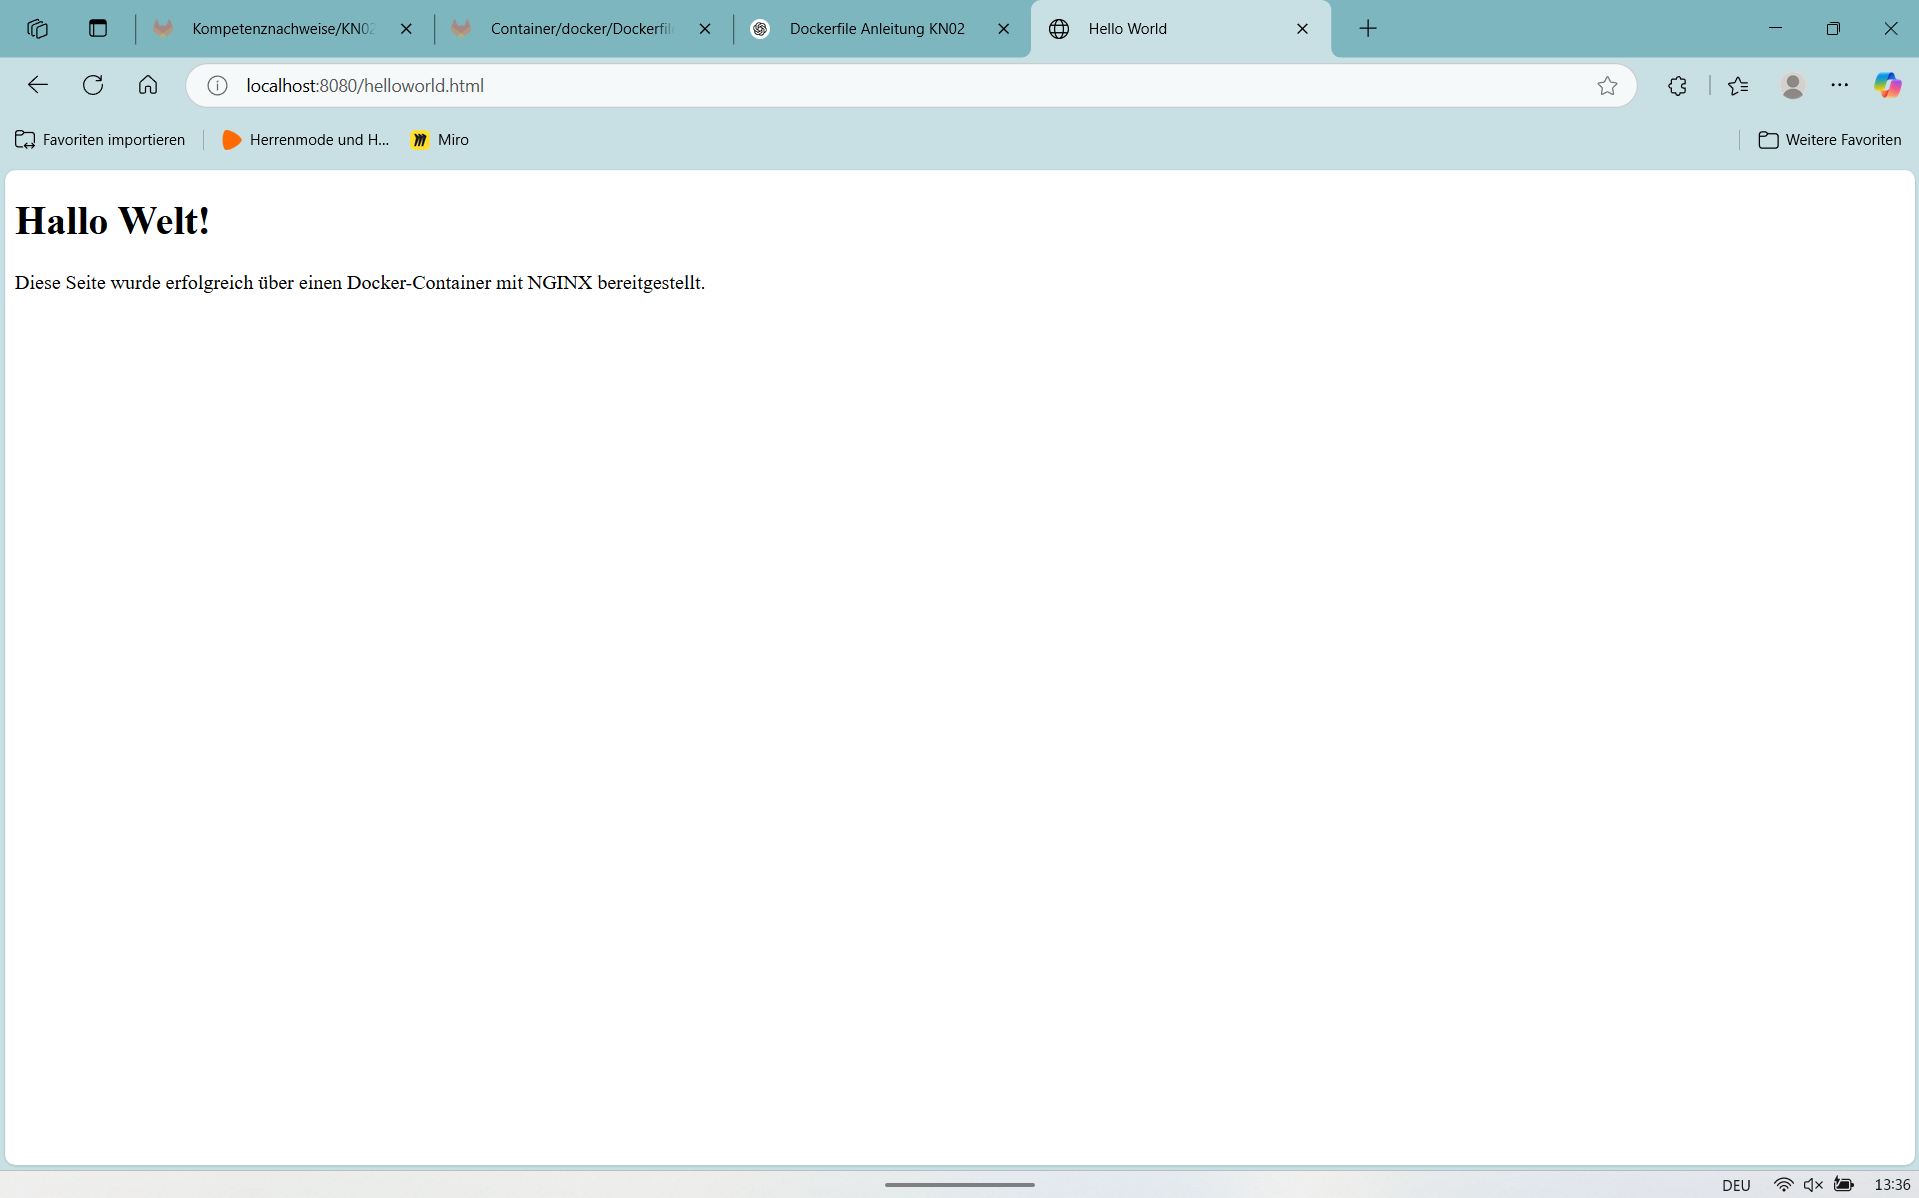 Kompetenznachweise/KN02
Container/docker/Dockerfile
Dockerfile Anleitung KN02
Hello World
localhost:8080/helloworld.html
Favoriten importieren
Herrenmode und H...
Miro
Weitere Favoriten
Hallo Welt!
Diese Seite wurde erfolgreich über einen Docker-Container mit NGINX bereitgestellt.
DEU
13:36